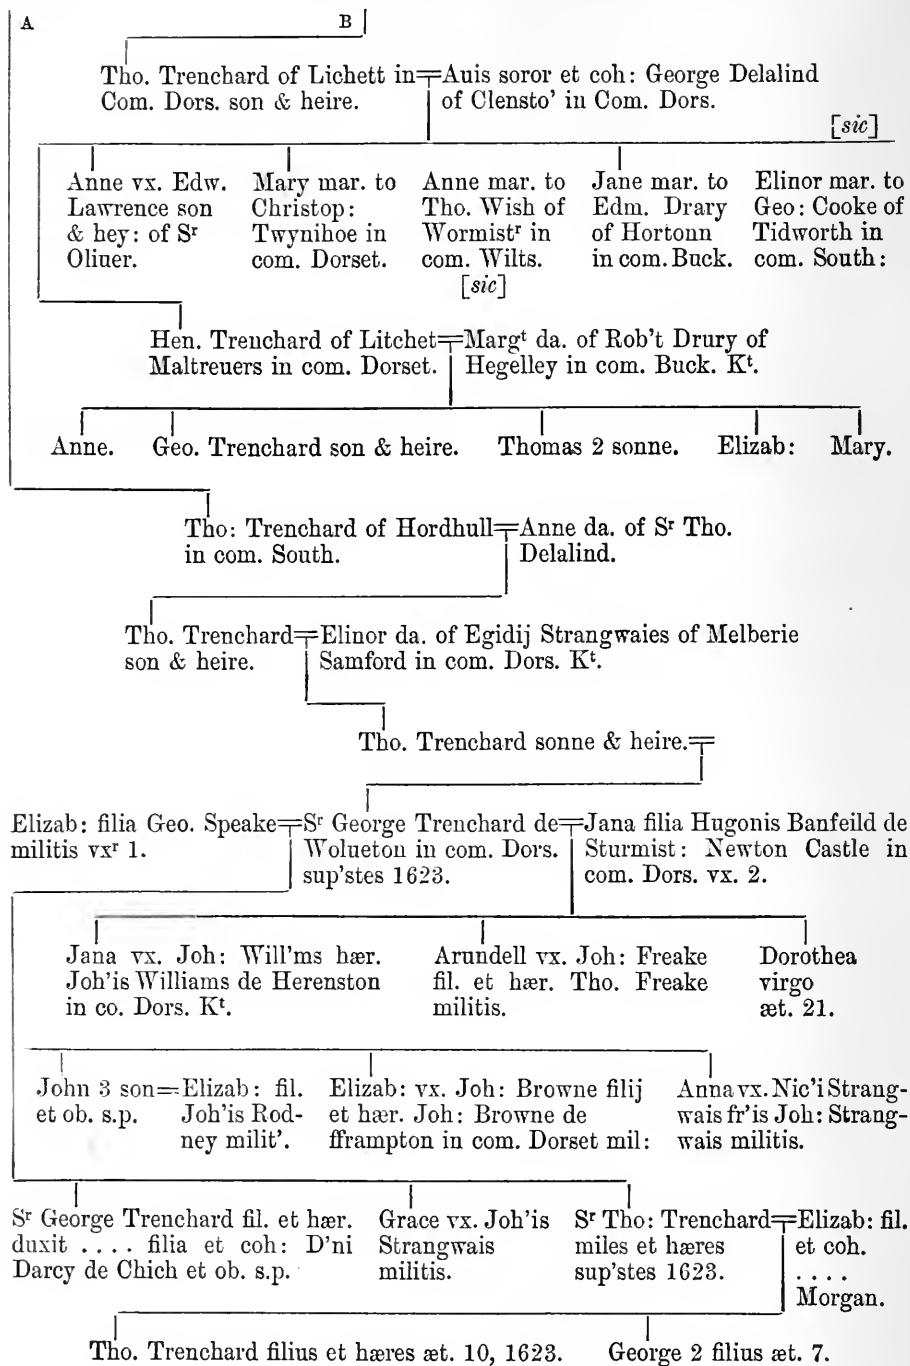 A B
Tho. Trenchard of Lichett in Auis soror et coh: George Delalind
Com. Dors. son & heire. of Clensto' in Com. Dors.
[sic]
Anne vx. Edw. Mary mar. to Anne mar. to Jane mar. to Elinor mar. to
Lawrence son Christop: Tho. Wish of Edm. Drary Geo: Cooke of
& hey: of Sr Twynihoe in Wormistr in of Hortonn Tidworth in
Oliuer. com. Dorset. com. Wilts. in com. Buck. com. South:
[sic]
Hen. Trenchard of Litchet Margt da. of Rob't Drury of
Maltreuers in com. Dorset. Hegelley in com. Buck. Kt.
Anne. Geo. Trenchard son & heire. Thomas 2 sonne. Elizab: Mary.
Tho: Trenchard of Hordhull Anne da. of Sr Tho.
in com. South. Delalind.
Tho. Trenchard Elinor da. of Egidij Strangwaies of Melberie
son & heire. Samford in com. Dors. Kt.
Tho. Trenchard sonne & heire.
Elizab: filia Geo. Speake Sr George Trenchard de Jana filia Hugonis Banfeild de
militis vxr 1. Wolueton in com. Dors. Sturmist: Newton Castle in
sup'stes 1623. com. Dors. vx. 2.
Jana vx. Joh: Will'ms hær. Arundell vx. Joh: Freake Dorothea
Joh'is Williams de Herenston fil. et hær. Tho. Freake virgo
in co. Dors. Kt. militis. æt. 21.
John 3 son Elizab: fil. Elizab: vx. Joh: Browne filij Anna vx. Nic'i Strang-
et ob. s.p. Joh'is Rod- et hær. Joh: Browne de wais fr'is Joh: Strang-
ney milit'. fframpton in com. Dorset mil: wais militis.
Sr George Trenchard fil. et hær. Grace vx. Joh'is Sr Tho: Trenchard Elizab: fil.
duxit .... filia et coh: D'ni Strangwais miles et hæres et coh.
Darcy de Chich et ob. s.p. militis. sup'stes 1623. ....
Morgan.
Tho. Trenchard filius et hæres æt. 10, 1623. George 2 filius æt. 7.